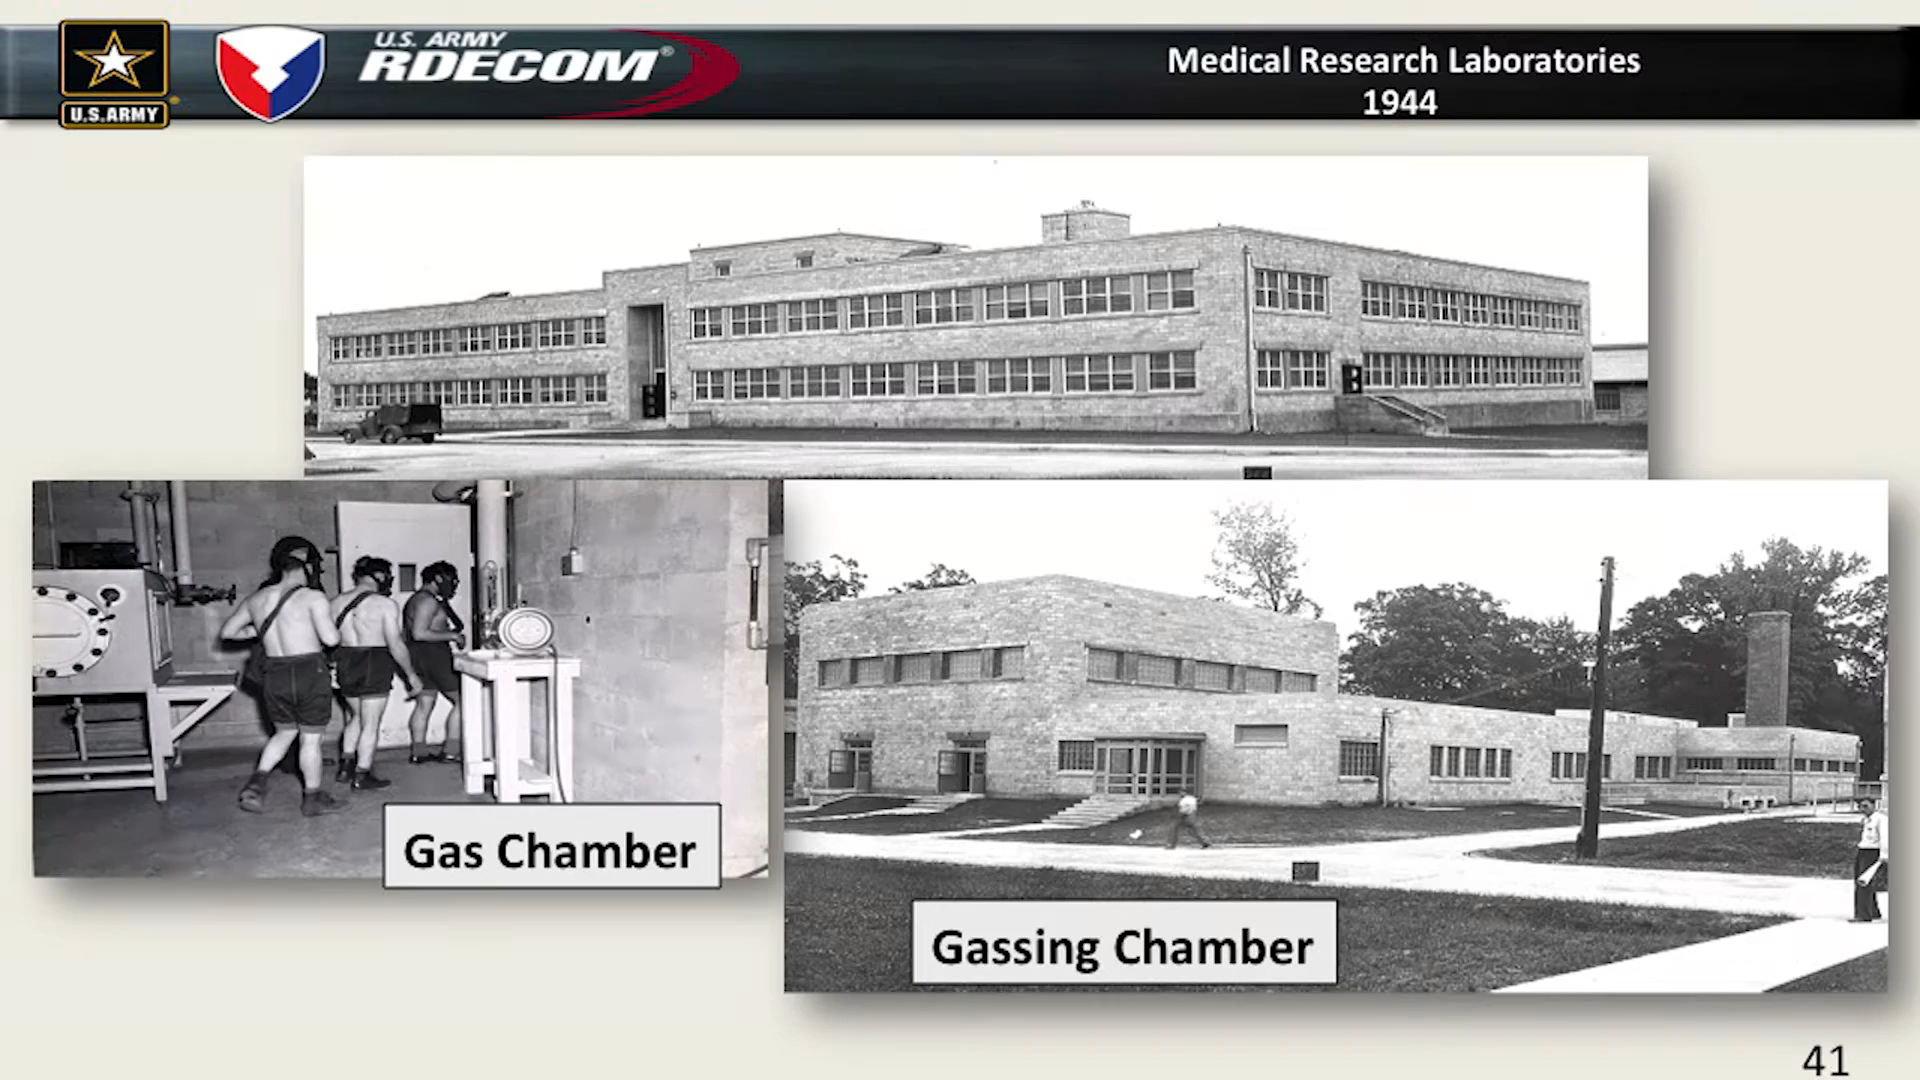 U.S. ARMY
U.S. ARMY
RDECOM®
Medical Research Laboratories
1944
Gas Chamber
Gassing Chamber
41